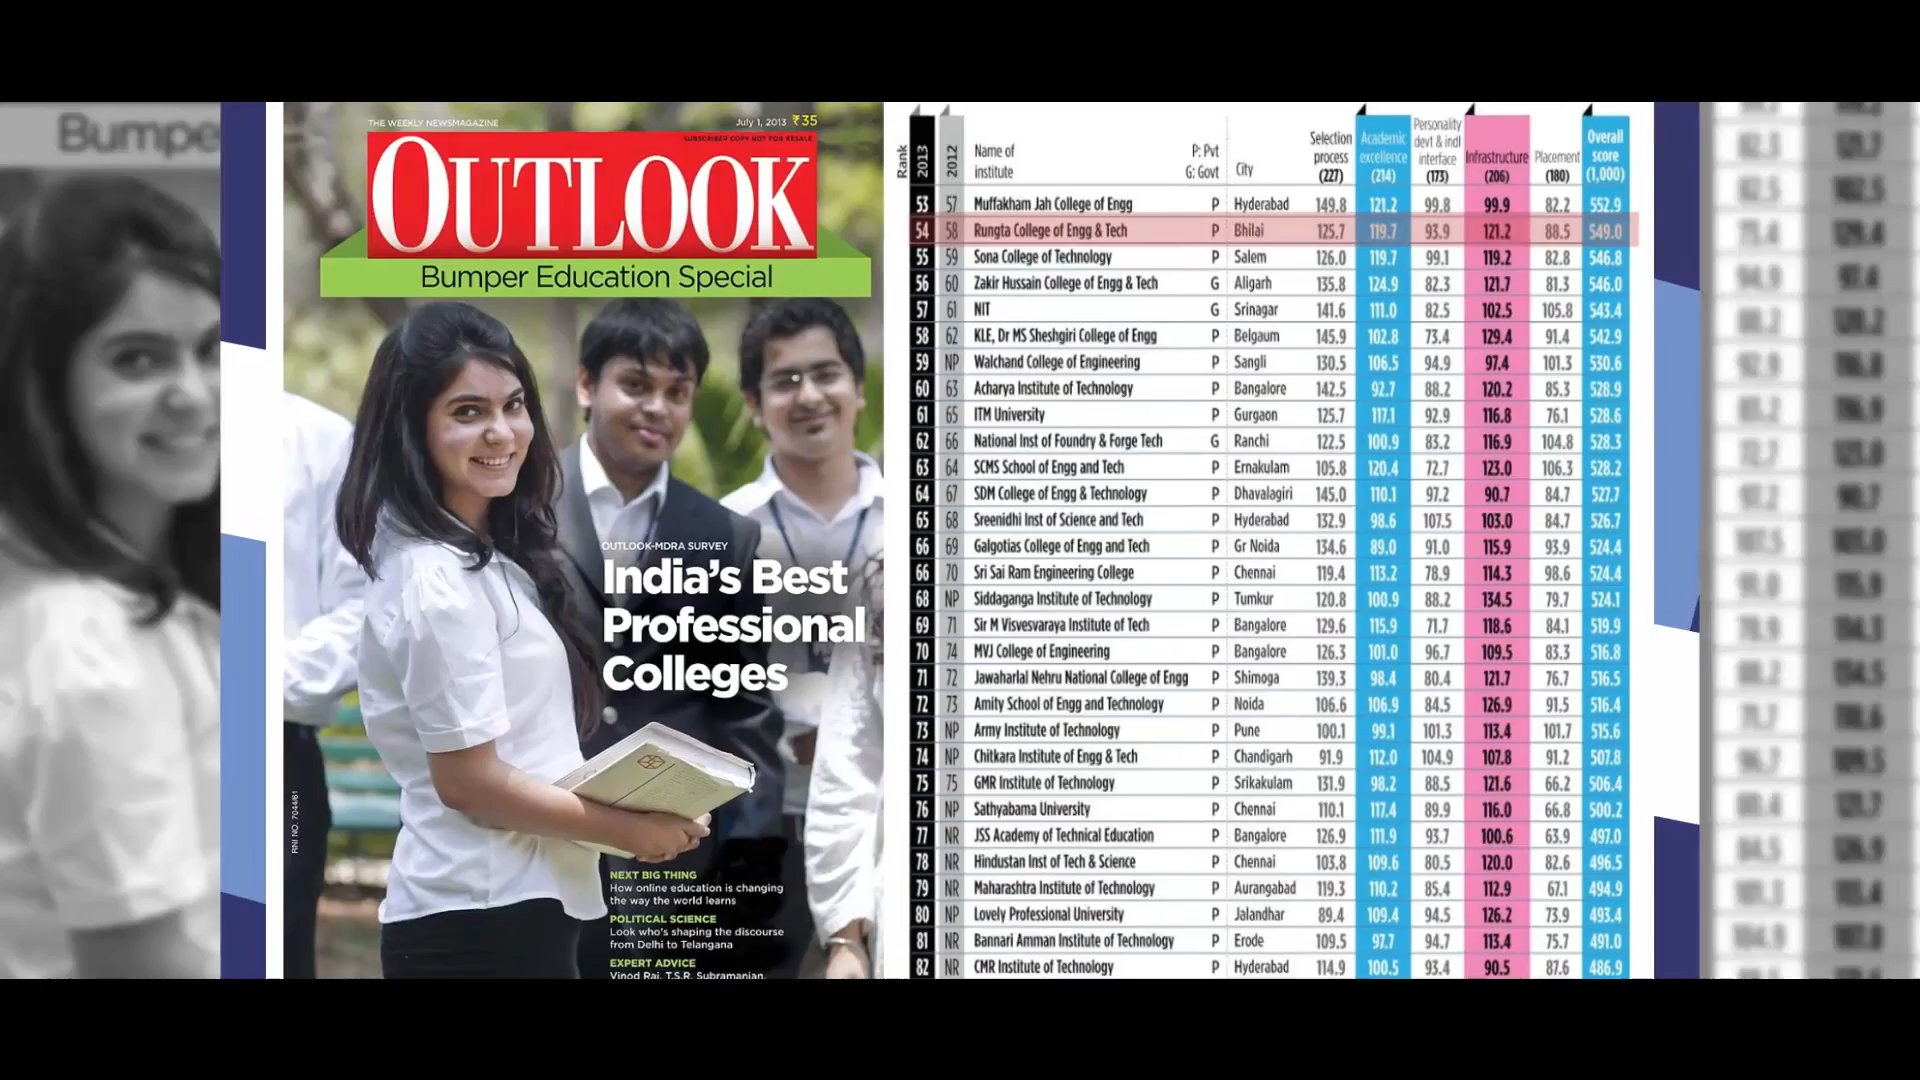 Bumpe
THE WEEKLY NEWSMAGAZINE
July 1, 2013 ₹35
SUBSCRIBER COPY NOT FOR RESALE
OUTLOOK
Bumper Education Special
OUTLOOK-MDRA SURVEY
India's Best
Professional
Colleges
NEXT BIG THING
How online education is changing
the way the world learns
POLITICAL SCIENCE
Look who's shaping the discourse
from Delhi to Telangana
EXPERT ADVICE
Vinod Rai, T.S.R. Subramanian,
RNI NO. 7044/61
Rank 2013 2012 Name of institute P: Pvt G: Govt City Selection process (227) Academic excellence (214) Personality devt & indl interface (173) Infrastructure (206) Placement (180) Overall score (1,000)
53 57 Muffakham Jah College of Engg P Hyderabad 149.8 121.2 99.8 99.9 82.2 552.9
54 58 Rungta College of Engg & Tech P Bhilai 125.7 119.7 93.9 121.2 88.5 549.0
55 59 Sona College of Technology P Salem 126.0 119.7 99.1 119.2 82.8 546.8
56 60 Zakir Hussain College of Engg & Tech G Aligarh 135.8 124.9 82.3 121.7 81.3 546.0
57 61 NIT G Srinagar 141.6 111.0 82.5 102.5 105.8 543.4
58 62 KLE, Dr MS Sheshgiri College of Engg P Belgaum 145.9 102.8 73.4 129.4 91.4 542.9
59 NP Walchand College of Engineering P Sangli 130.5 106.5 94.9 97.4 101.3 530.6
60 63 Acharya Institute of Technology P Bangalore 142.5 92.7 88.2 120.2 85.3 528.9
61 65 ITM University P Gurgaon 125.7 117.1 92.9 116.8 76.1 528.6
62 66 National Inst of Foundry & Forge Tech G Ranchi 122.5 100.9 83.2 116.9 104.8 528.3
63 64 SCMS School of Engg and Tech P Ernakulam 105.8 120.4 72.7 123.0 106.3 528.2
64 67 SDM College of Engg & Technology P Dhavalagiri 145.0 110.1 97.2 90.7 84.7 527.7
65 68 Sreenidhi Inst of Science and Tech P Hyderabad 132.9 98.6 107.5 103.0 84.7 526.7
66 69 Galgotias College of Engg and Tech P Gr Noida 134.6 89.0 91.0 115.9 93.9 524.4
66 70 Sri Sai Ram Engineering College P Chennai 119.4 113.2 78.9 114.3 98.6 524.4
68 NP Siddaganga Institute of Technology P Tumkur 120.8 100.9 88.2 134.5 79.7 524.1
69 71 Sir M Visvesvaraya Institute of Tech P Bangalore 129.6 115.9 71.7 118.6 84.1 519.9
70 74 MVJ College of Engineering P Bangalore 126.3 101.0 96.7 109.5 83.3 516.8
71 72 Jawaharlal Nehru National College of Engg P Shimoga 139.3 98.4 80.4 121.7 76.7 516.5
72 73 Amity School of Engg and Technology P Noida 106.6 106.9 84.5 126.9 91.5 516.4
73 NP Army Institute of Technology P Pune 100.1 99.1 101.3 113.4 101.7 515.6
74 NP Chitkara Institute of Engg & Tech P Chandigarh 91.9 112.0 104.9 107.8 91.2 507.8
75 75 GMR Institute of Technology P Srikakulam 131.9 98.2 88.5 121.6 66.2 506.4
76 NP Sathyabama University P Chennai 110.1 117.4 89.9 116.0 66.8 500.2
77 NR JSS Academy of Technical Education P Bangalore 126.9 111.9 93.7 100.6 63.9 497.0
78 NR Hindustan Inst of Tech & Science P Chennai 103.8 109.6 80.5 120.0 82.6 496.5
79 NR Maharashtra Institute of Technology P Aurangabad 119.3 110.2 85.4 112.9 67.1 494.9
80 NP Lovely Professional University P Jalandhar 89.4 109.4 94.5 126.2 73.9 493.4
81 NR Bannari Amman Institute of Technology P Erode 109.5 97.7 94.7 113.4 75.7 491.0
82 NR CMR Institute of Technology P Hyderabad 114.9 100.5 93.4 90.5 87.6 486.9